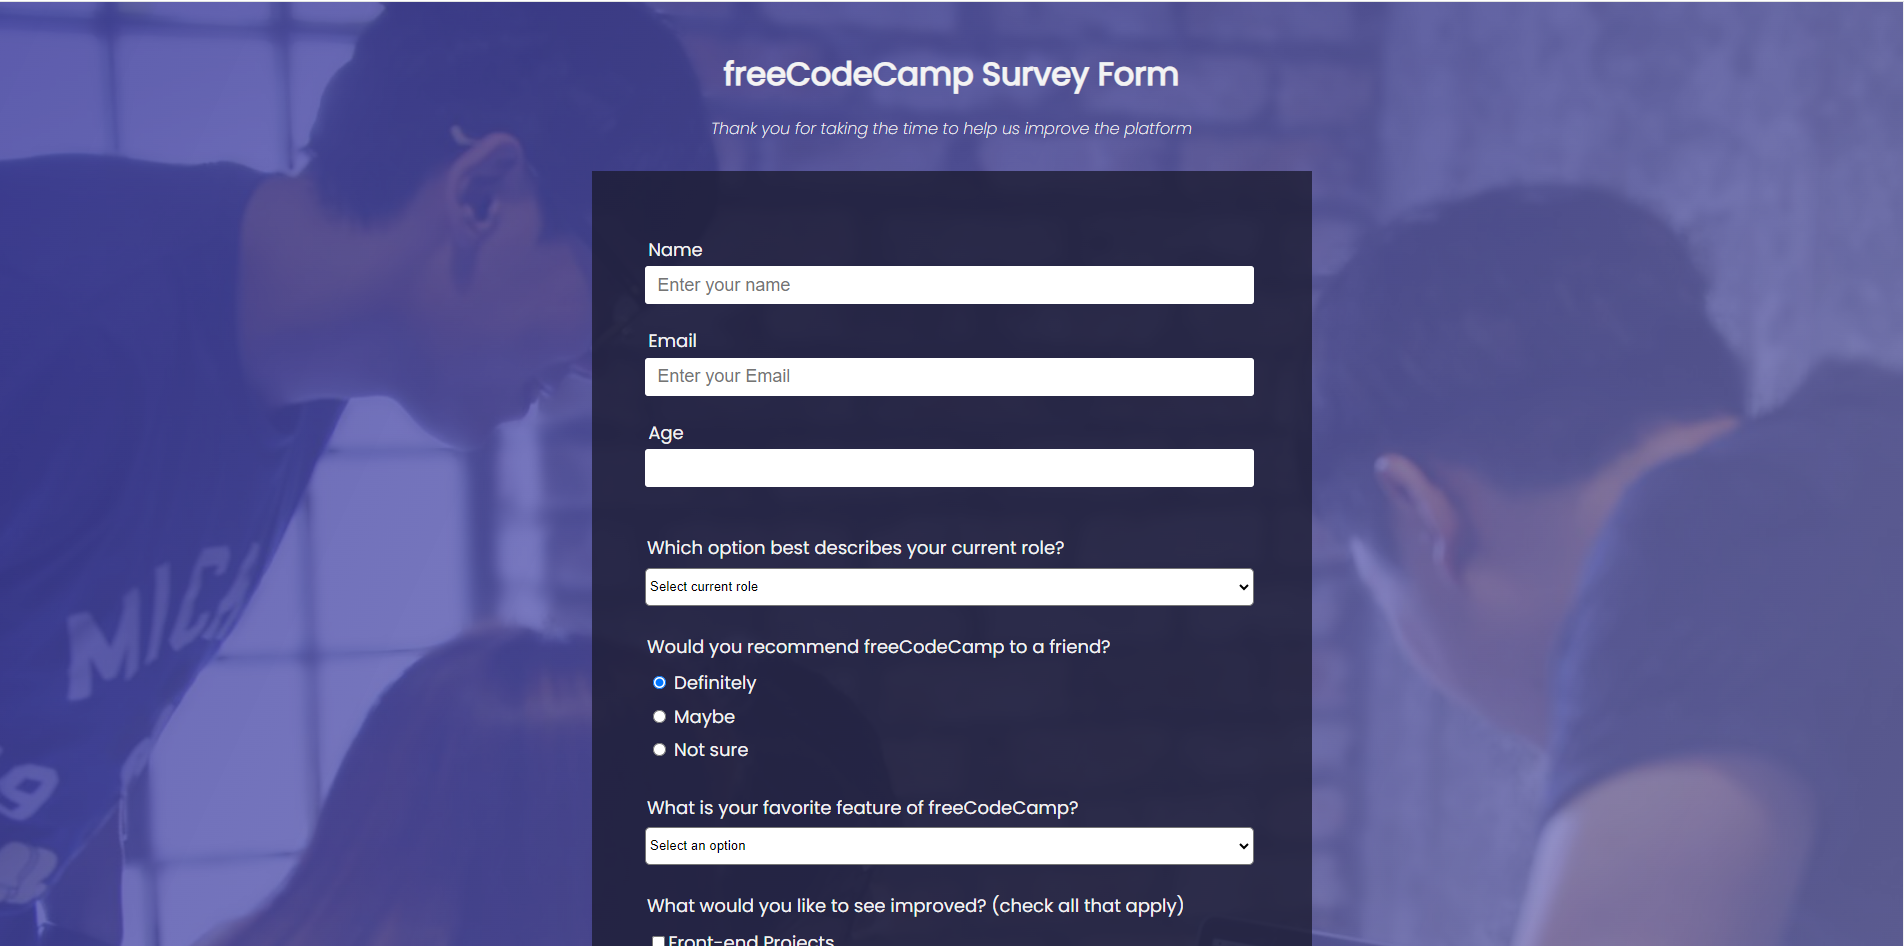 freeCodeCamp Survey Form
Thank you for taking the time to help us improve the platform
Name
Enter your name
Email
Enter your Email
Age
Which option best describes your current role?
Select current role
Would you recommend freeCodeCamp to a friend?
Definitely
Maybe
Not sure
What is your favorite feature of freeCodeCamp?
Select an option
What would you like to see improved? (check all that apply)
Front-end Projects
MICH
9